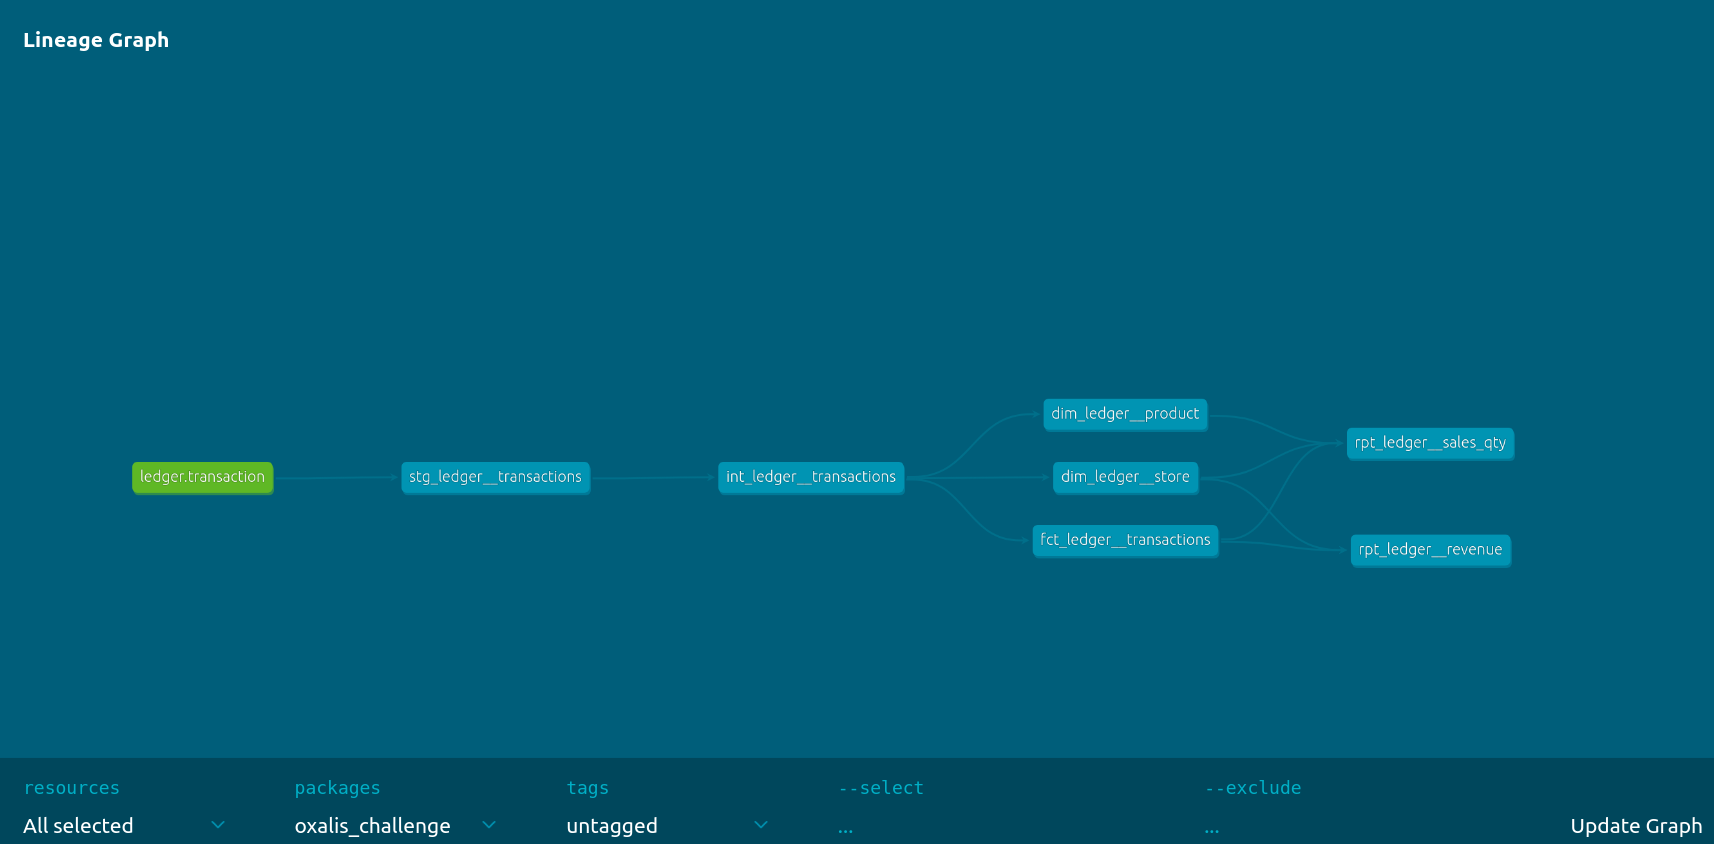 Lineage Graph
dim_ledger__product
rpt_ledger__sales_qty
ledger.transaction
stg_ledger__transactions
int_ledger__transactions
dim_ledger__store
fct_ledger__transactions
rpt_ledger__revenue
resources
packages
tags
--select
--exclude
All selected
oxalis_challenge
untagged
...
...
Update Graph